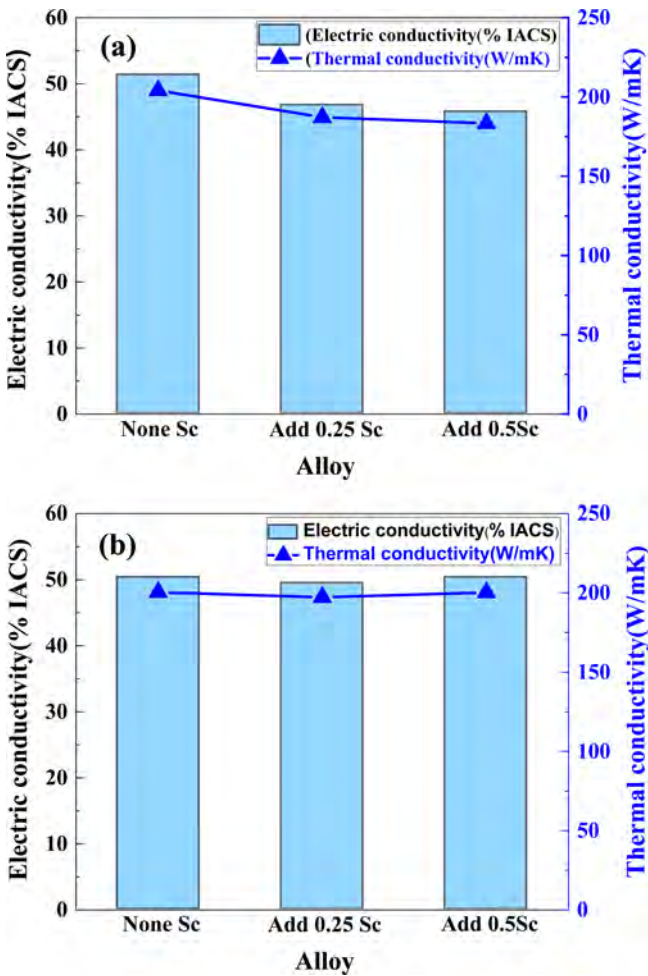 (a)
(Electric conductivity(% IACS)
(Thermal conductivity(W/mK)
Electric conductivity(% IACS)
60
50
40
30
20
10
0
250
200
150
100
50
0
Thermal conductivity(W/mK)
None Sc Add 0.25 Sc Add 0.5Sc
Alloy
(b)
Electric conductivity(% IACS)
Thermal conductivity(W/mK)
Electric conductivity(% IACS)
60
50
40
30
20
10
0
250
200
150
100
50
0
Thermal conductivity(W/mK)
None Sc Add 0.25 Sc Add 0.5Sc
Alloy